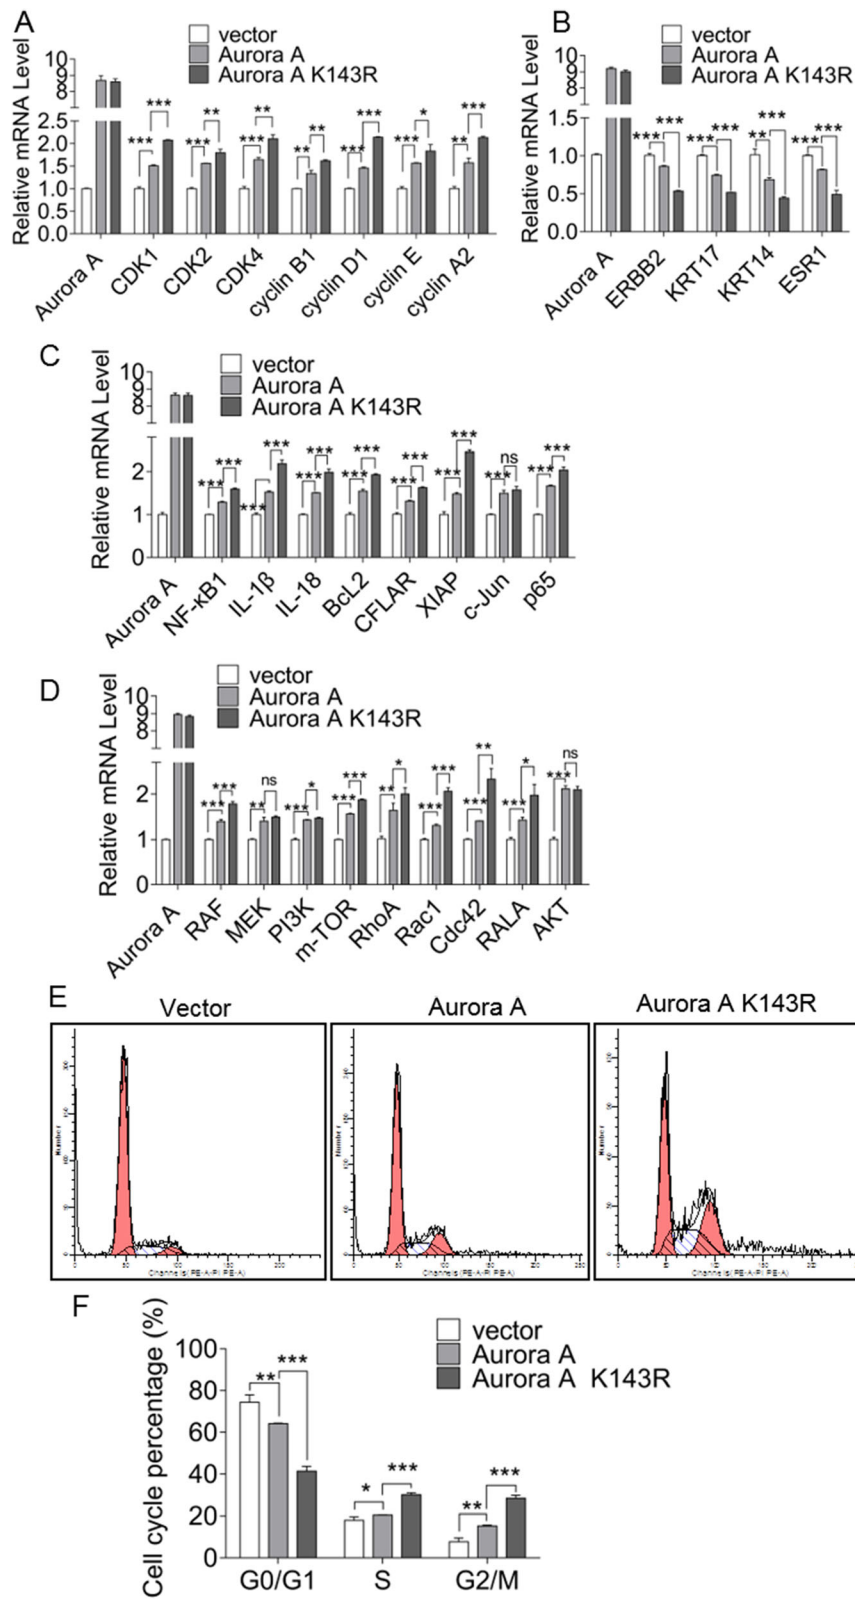 A
vector
Aurora A
Aurora A K143R
Relative mRNA Level
10
9
8
2.5
2.0
1.5
1.0
0.5
0.0
*** *** *** ** *** ** ** ** *** *** *** * ** ***
Aurora A CDK1 CDK2 CDK4 cyclin B1 cyclin D1 cyclin E cyclin A2
B
vector
Aurora A
Aurora A K143R
Relative mRNA Level
10
9
8
1.5
1.0
0.5
0.0
*** *** *** *** ** *** *** ***
Aurora A ERBB2 KRT17 KRT14 ESR1
C
vector
Aurora A
Aurora A K143R
Relative mRNA Level
10
9
8
2
1
0
*** *** *** *** *** *** *** *** *** *** *** *** *** ns *** ***
Aurora A NF-κB1 IL-1β IL-18 BcL2 CFLAR XIAP c-Jun p65
D
vector
Aurora A
Aurora A K143R
Relative mRNA Level
10
9
8
2
1
0
*** *** ** ns *** * *** *** ** * *** *** *** ** *** * *** ns
Aurora A RAF MEK PI3K m-TOR RhoA Rac1 Cdc42 RALA AKT
E
Vector Aurora A Aurora A K143R
Number Number Number
F
vector
Aurora A
Aurora A K143R
Cell cycle percentage (%)
100
80
60
40
20
0
** *** * *** ** ***
G0/G1 S G2/M